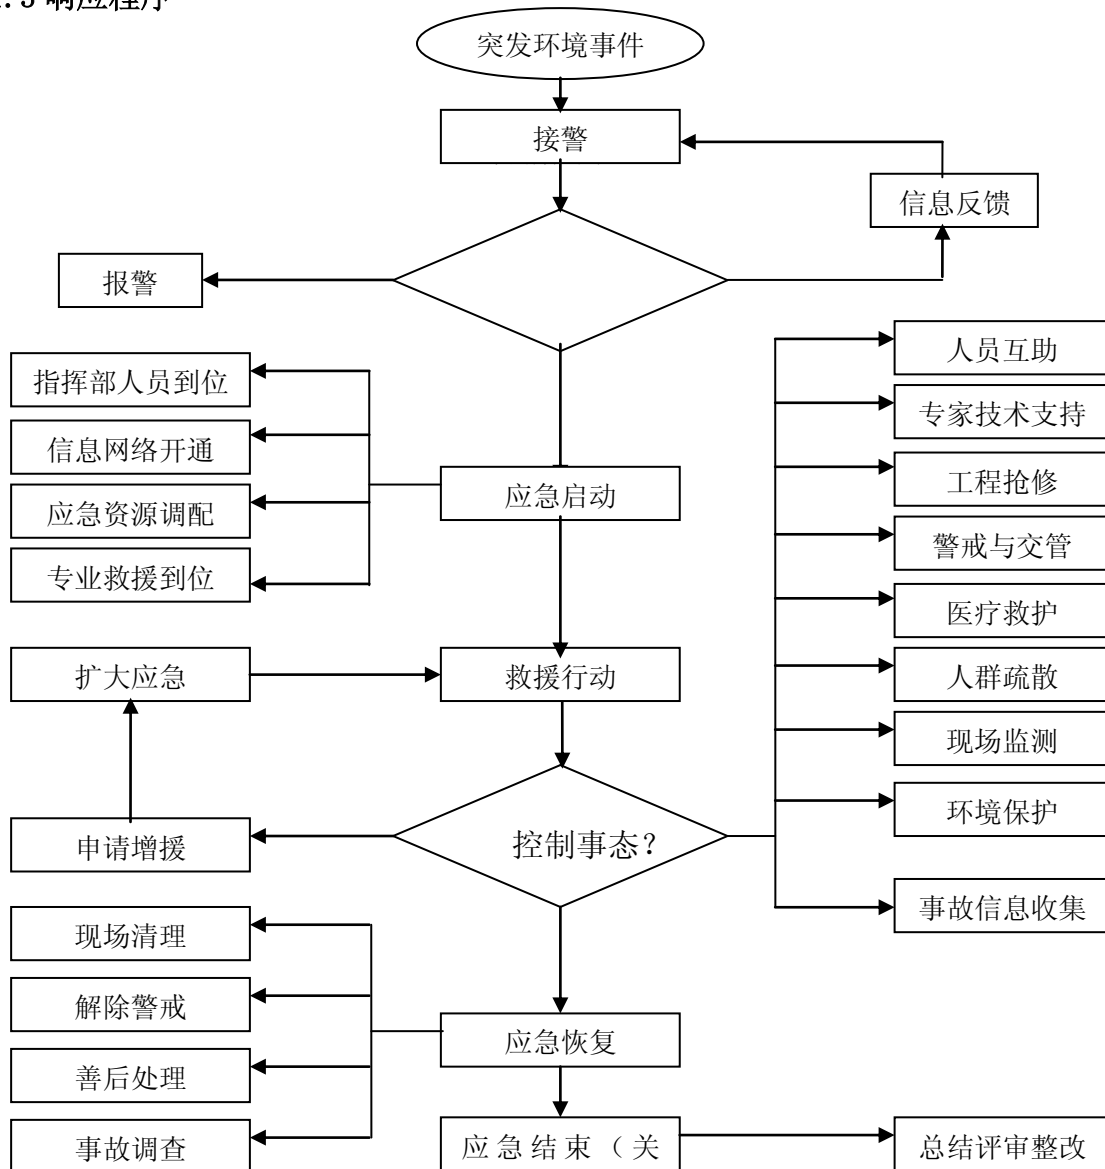 .3 响应程序
突发环境事件
接警
信息反馈
报警
人员互助
指挥部人员到位
专家技术支持
信息网络开通
工程抢修
应急启动
应急资源调配
警戒与交管
专业救援到位
医疗救护
扩大应急
救援行动
人群疏散
现场监测
环境保护
申请增援
控制事态？
事故信息收集
现场清理
解除警戒
应急恢复
善后处理
事故调查
应急结束（关
总结评审整改